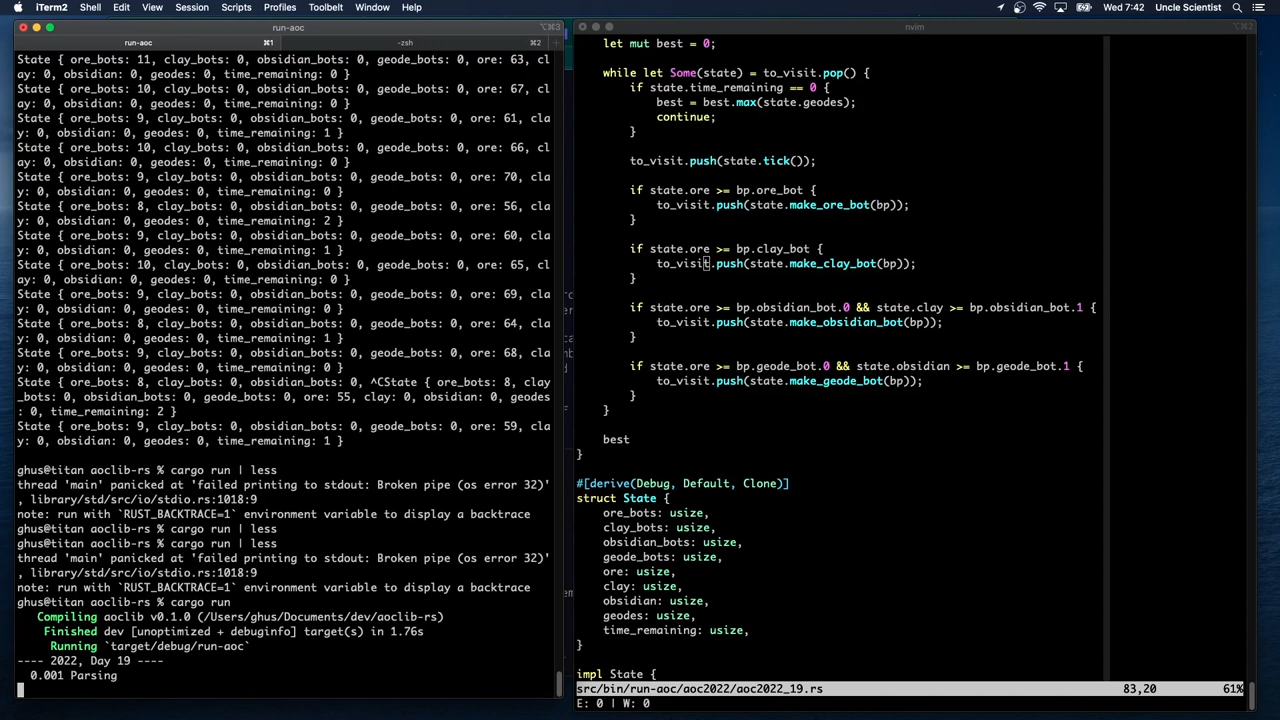 iTerm2 Shell Edit View Session Scripts Profiles Toolbelt Window Help
Wed 7:42 Uncle Scientist
run-aoc
⌥⌘3
run-aoc ⌘1 -zsh ⌘2
State { ore_bots: 11, clay_bots: 0, obsidian_bots: 0, geode_bots: 0, ore: 63, cl
ay: 0, obsidian: 0, geodes: 0, time_remaining: 0 }
State { ore_bots: 10, clay_bots: 0, obsidian_bots: 0, geode_bots: 0, ore: 67, cl
ay: 0, obsidian: 0, geodes: 0, time_remaining: 0 }
State { ore_bots: 9, clay_bots: 0, obsidian_bots: 0, geode_bots: 0, ore: 61, cla
y: 0, obsidian: 0, geodes: 0, time_remaining: 1 }
State { ore_bots: 10, clay_bots: 0, obsidian_bots: 0, geode_bots: 0, ore: 66, cl
ay: 0, obsidian: 0, geodes: 0, time_remaining: 0 }
State { ore_bots: 9, clay_bots: 0, obsidian_bots: 0, geode_bots: 0, ore: 70, cla
y: 0, obsidian: 0, geodes: 0, time_remaining: 0 }
State { ore_bots: 8, clay_bots: 0, obsidian_bots: 0, geode_bots: 0, ore: 56, cla
y: 0, obsidian: 0, geodes: 0, time_remaining: 2 }
State { ore_bots: 9, clay_bots: 0, obsidian_bots: 0, geode_bots: 0, ore: 60, cla
y: 0, obsidian: 0, geodes: 0, time_remaining: 1 }
State { ore_bots: 10, clay_bots: 0, obsidian_bots: 0, geode_bots: 0, ore: 65, cl
ay: 0, obsidian: 0, geodes: 0, time_remaining: 0 }
State { ore_bots: 9, clay_bots: 0, obsidian_bots: 0, geode_bots: 0, ore: 69, cla
y: 0, obsidian: 0, geodes: 0, time_remaining: 0 }
State { ore_bots: 8, clay_bots: 0, obsidian_bots: 0, geode_bots: 0, ore: 64, cla
y: 0, obsidian: 0, geodes: 0, time_remaining: 1 }
State { ore_bots: 9, clay_bots: 0, obsidian_bots: 0, geode_bots: 0, ore: 68, cla
y: 0, obsidian: 0, geodes: 0, time_remaining: 0 }
State { ore_bots: 8, clay_bots: 0, obsidian_bots: 0, ^CState { ore_bots: 8, clay
_bots: 0, obsidian_bots: 0, geode_bots: 0, ore: 55, clay: 0, obsidian: 0, geodes
: 0, time_remaining: 2 }
State { ore_bots: 9, clay_bots: 0, obsidian_bots: 0, geode_bots: 0, ore: 59, cla
y: 0, obsidian: 0, geodes: 0, time_remaining: 1 }
ghus@titan aoclib-rs % cargo run | less
thread 'main' panicked at 'failed printing to stdout: Broken pipe (os error 32)'
, library/std/src/io/stdio.rs:1018:9
note: run with `RUST_BACKTRACE=1` environment variable to display a backtrace
ghus@titan aoclib-rs % cargo run | less
ghus@titan aoclib-rs % cargo run | less
thread 'main' panicked at 'failed printing to stdout: Broken pipe (os error 32)'
, library/std/src/io/stdio.rs:1018:9
note: run with `RUST_BACKTRACE=1` environment variable to display a backtrace
ghus@titan aoclib-rs % cargo run
Compiling aoclib v0.1.0 (/Users/ghus/Documents/dev/aoclib-rs)
Finished dev [unoptimized + debuginfo] target(s) in 1.76s
Running `target/debug/run-aoc`
---- 2022, Day 19 ----
0.001 Parsing
nvim
⌥⌘2
let mut best = 0;
while let Some(state) = to_visit.pop() {
if state.time_remaining == 0 {
best = best.max(state.geodes);
continue;
}
to_visit.push(state.tick());
if state.ore >= bp.ore_bot {
to_visit.push(state.make_ore_bot(bp));
}
if state.ore >= bp.clay_bot {
to_visit.push(state.make_clay_bot(bp));
}
if state.ore >= bp.obsidian_bot.0 && state.clay >= bp.obsidian_bot.1 {
to_visit.push(state.make_obsidian_bot(bp));
}
if state.ore >= bp.geode_bot.0 && state.obsidian >= bp.geode_bot.1 {
to_visit.push(state.make_geode_bot(bp));
}
}
best
}
#[derive(Debug, Default, Clone)]
struct State {
ore_bots: usize,
clay_bots: usize,
obsidian_bots: usize,
geode_bots: usize,
ore: usize,
clay: usize,
obsidian: usize,
geodes: usize,
time_remaining: usize,
}
impl State {
src/bin/run-aoc/aoc2022/aoc2022_19.rs 83,20 61%
E: 0 | W: 0